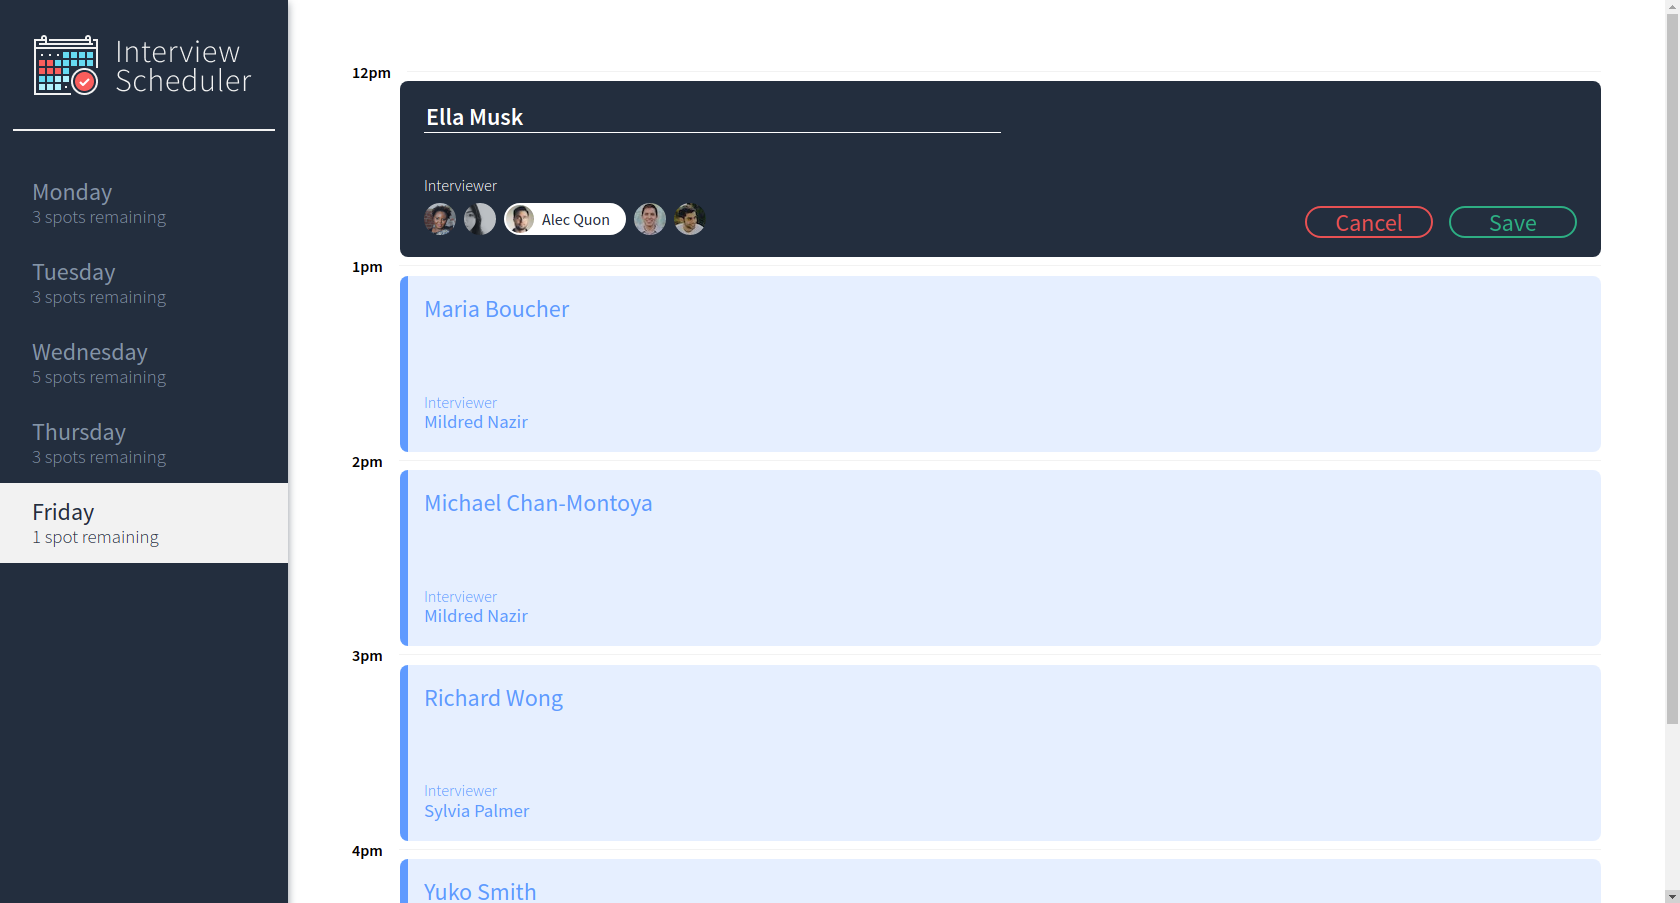 Interview
Scheduler
Monday
3 spots remaining
Tuesday
3 spots remaining
Wednesday
5 spots remaining
Thursday
3 spots remaining
Friday
1 spot remaining
12pm
Ella Musk
Interviewer
Alec Quon
Cancel
Save
1pm
Maria Boucher
Interviewer
Mildred Nazir
2pm
Michael Chan-Montoya
Interviewer
Mildred Nazir
3pm
Richard Wong
Interviewer
Sylvia Palmer
4pm
Yuko Smith